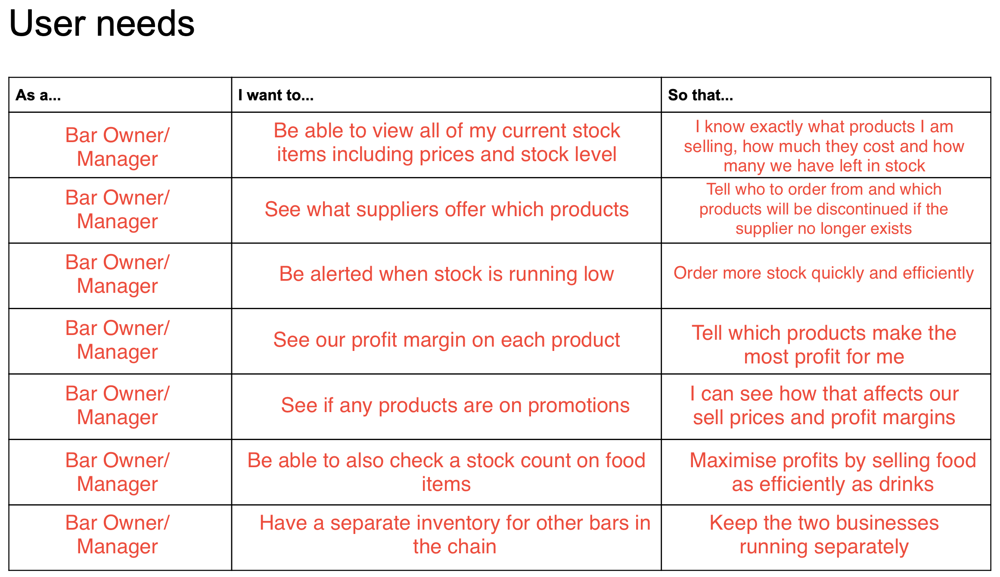 User needs
As a...
I want to...
So that...
Bar Owner/
Manager
Be able to view all of my current stock
items including prices and stock level
I know exactly what products I am
selling, how much they cost and how
many we have left in stock
Bar Owner/
Manager
See what suppliers offer which products
Tell who to order from and which
products will be discontinued if the
supplier no longer exists
Bar Owner/
Manager
Be alerted when stock is running low
Order more stock quickly and efficiently
Bar Owner/
Manager
See our profit margin on each product
Tell which products make the
most profit for me
Bar Owner/
Manager
See if any products are on promotions
I can see how that affects our
sell prices and profit margins
Bar Owner/
Manager
Be able to also check a stock count on food
items
Maximise profits by selling food
as efficiently as drinks
Bar Owner/
Manager
Have a separate inventory for other bars in
the chain
Keep the two businesses
running separately